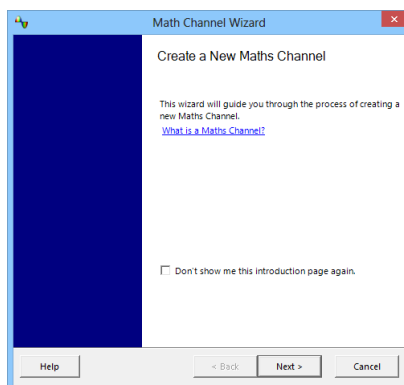 Math Channel Wizard
Create a New Maths Channel
This wizard will guide you through the process of creating a
new Maths Channel.
What is a Maths Channel?
Don't show me this introduction page again.
Help
< Back
Next >
Cancel